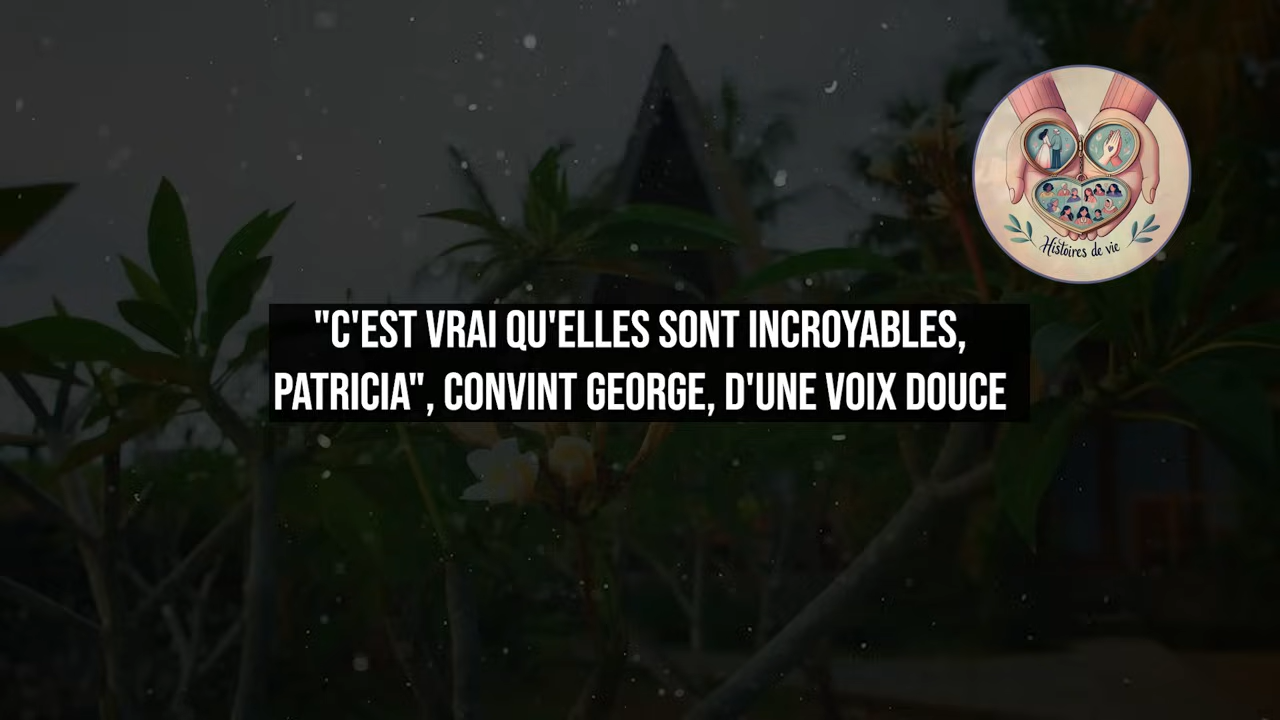 Histoires de vie
"C'EST VRAI QU'ELLES SONT INCROYABLES,
PATRICIA", CONVINT GEORGE, D'UNE VOIX DOUCE